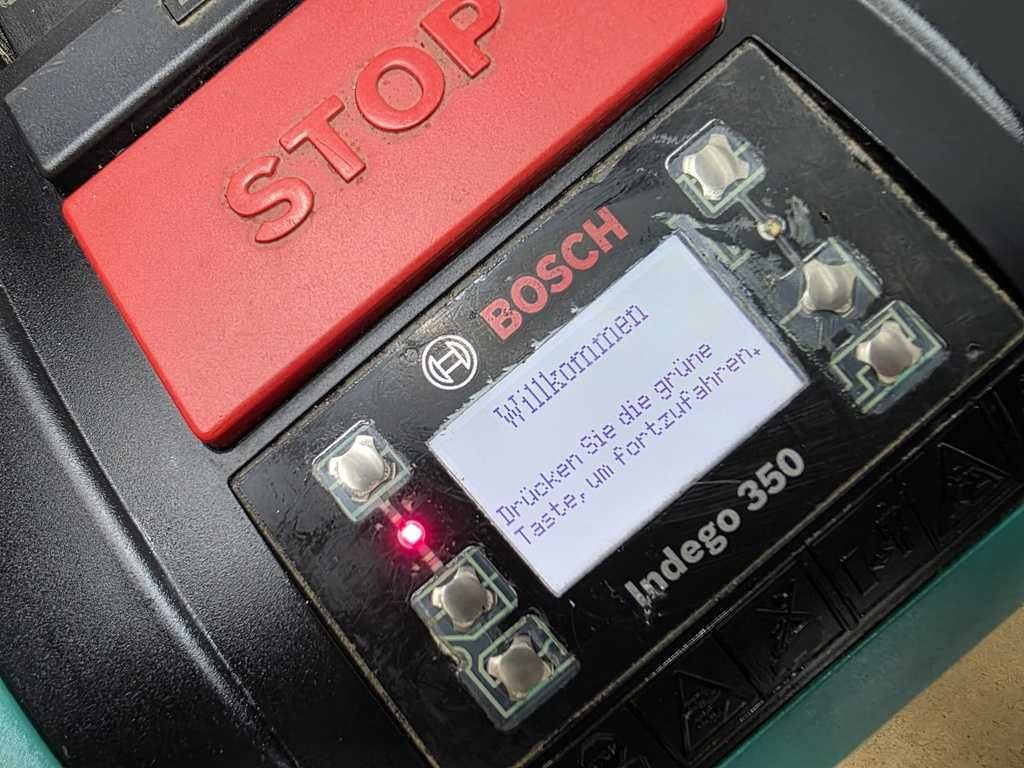 STOP
BOSCH
Willkommen
Drücken Sie die grüne
Taste, um fortzufahren.
Indego 350